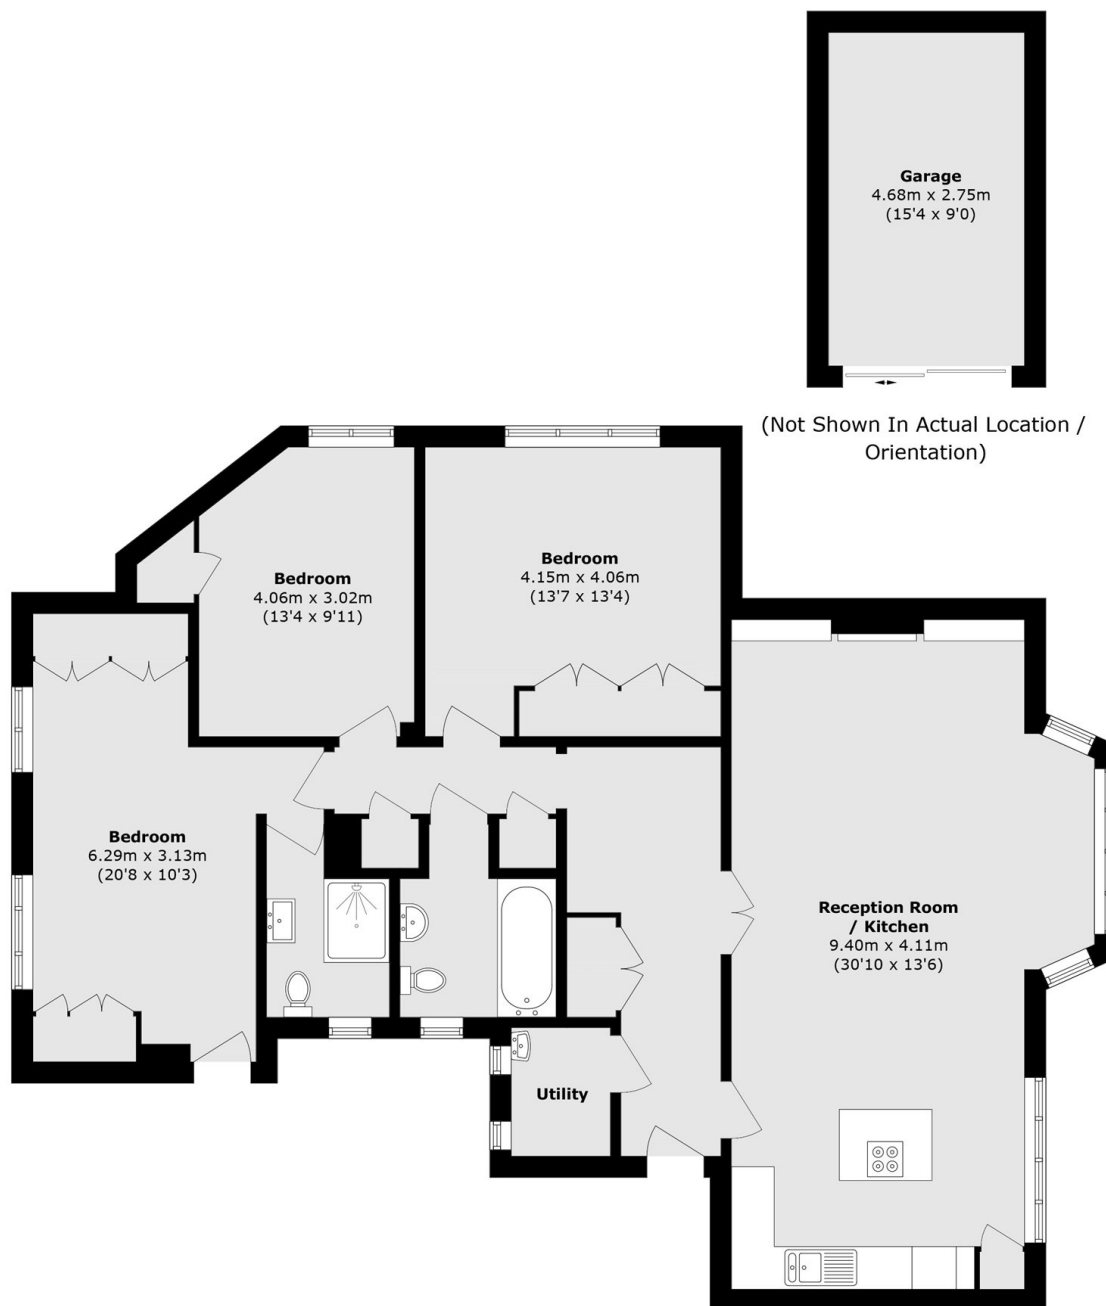 Garage
4.68m x 2.75m
(15'4 x 9'0)
(Not Shown In Actual Location /
Orientation)
Bedroom
4.06m x 3.02m
(13'4 x 9'11)
Bedroom
4.15m x 4.06m
(13'7 x 13'4)
Bedroom
6.29m x 3.13m
(20'8 x 10'3)
Reception Room
/ Kitchen
9.40m x 4.11m
(30'10 x 13'6)
Utility